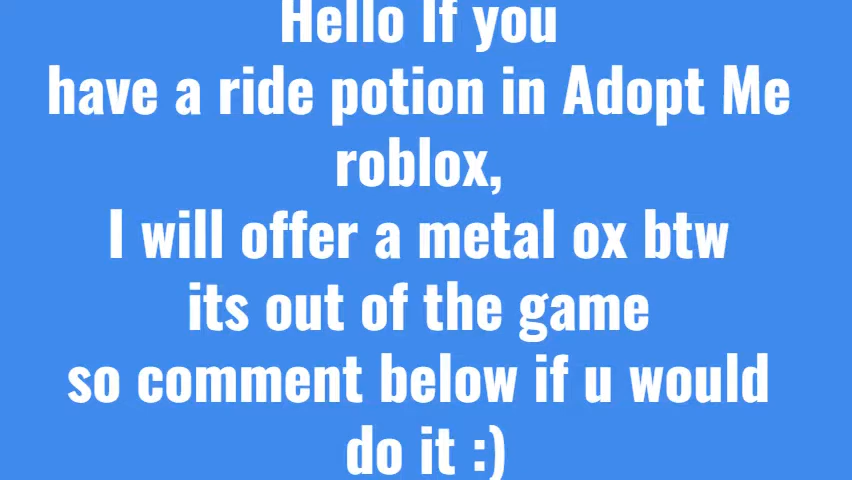 Hello If you
have a ride potion in Adopt Me
roblox,
I will offer a metal ox btw
its out of the game
so comment below if u would
do it :)